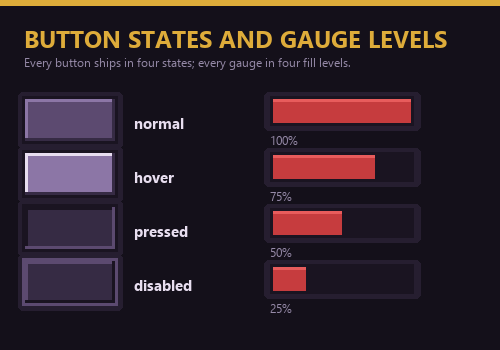 BUTTON STATES AND GAUGE LEVELS
Every button ships in four states; every gauge in four fill levels.
normal
100%
hover
75%
pressed
50%
disabled
25%